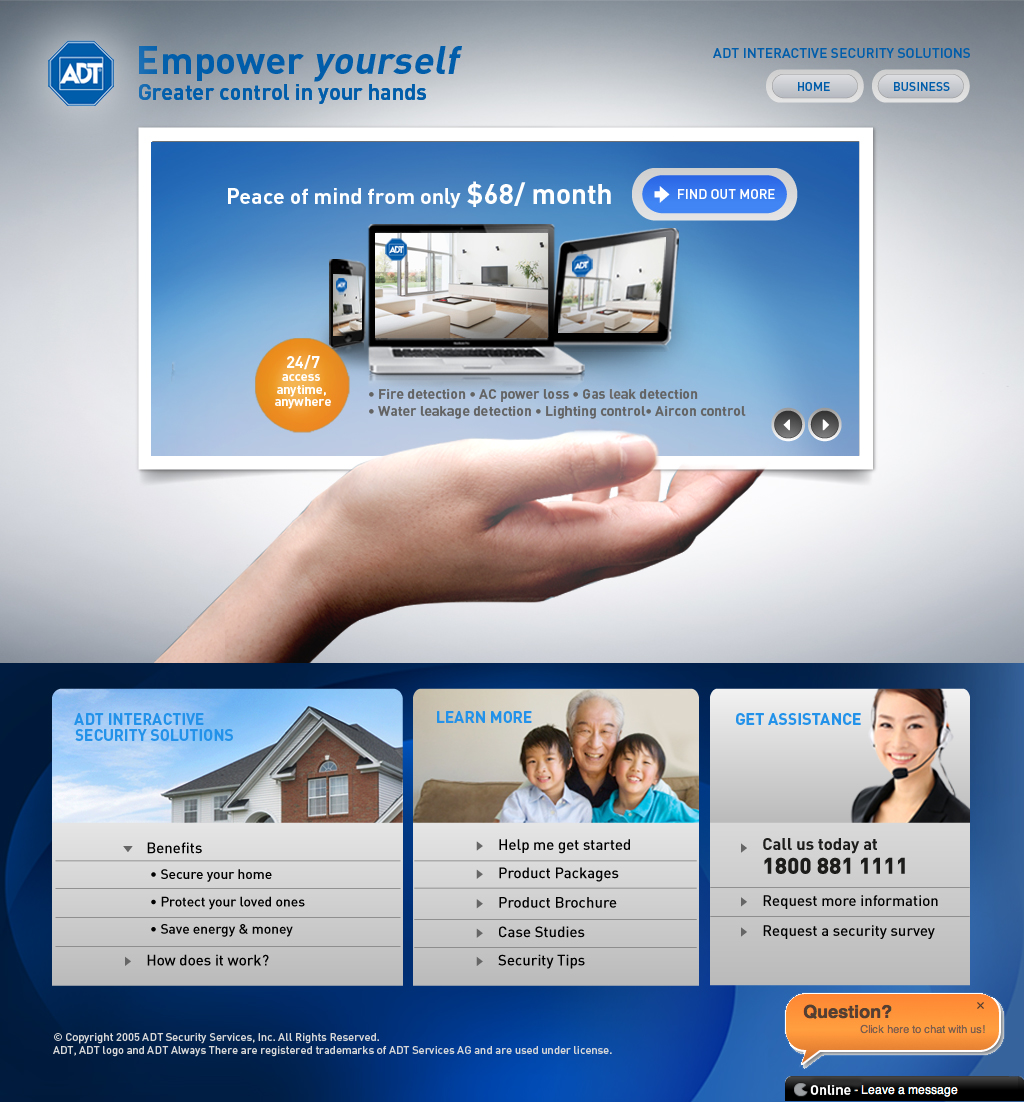 ADT
Empower yourself
Greater control in your hands
ADT INTERACTIVE SECURITY SOLUTIONS
HOME
BUSINESS
Peace of mind from only $68/ month
FIND OUT MORE
ADT
ADT
ADT
24/7
access
anytime,
anywhere
• Fire detection • AC power loss • Gas leak detection
• Water leakage detection • Lighting control• Aircon control
ADT INTERACTIVE
SECURITY SOLUTIONS
Benefits
• Secure your home
• Protect your loved ones
• Save energy & money
How does it work?
LEARN MORE
Help me get started
Product Packages
Product Brochure
Case Studies
Security Tips
GET ASSISTANCE
Call us today at
1800 881 1111
Request more information
Request a security survey
© Copyright 2005 ADT Security Services, Inc. All Rights Reserved.
ADT, ADT logo and ADT Always There are registered trademarks of ADT Services AG and are used under license.
Question?
×
Click here to chat with us!
Online - Leave a message